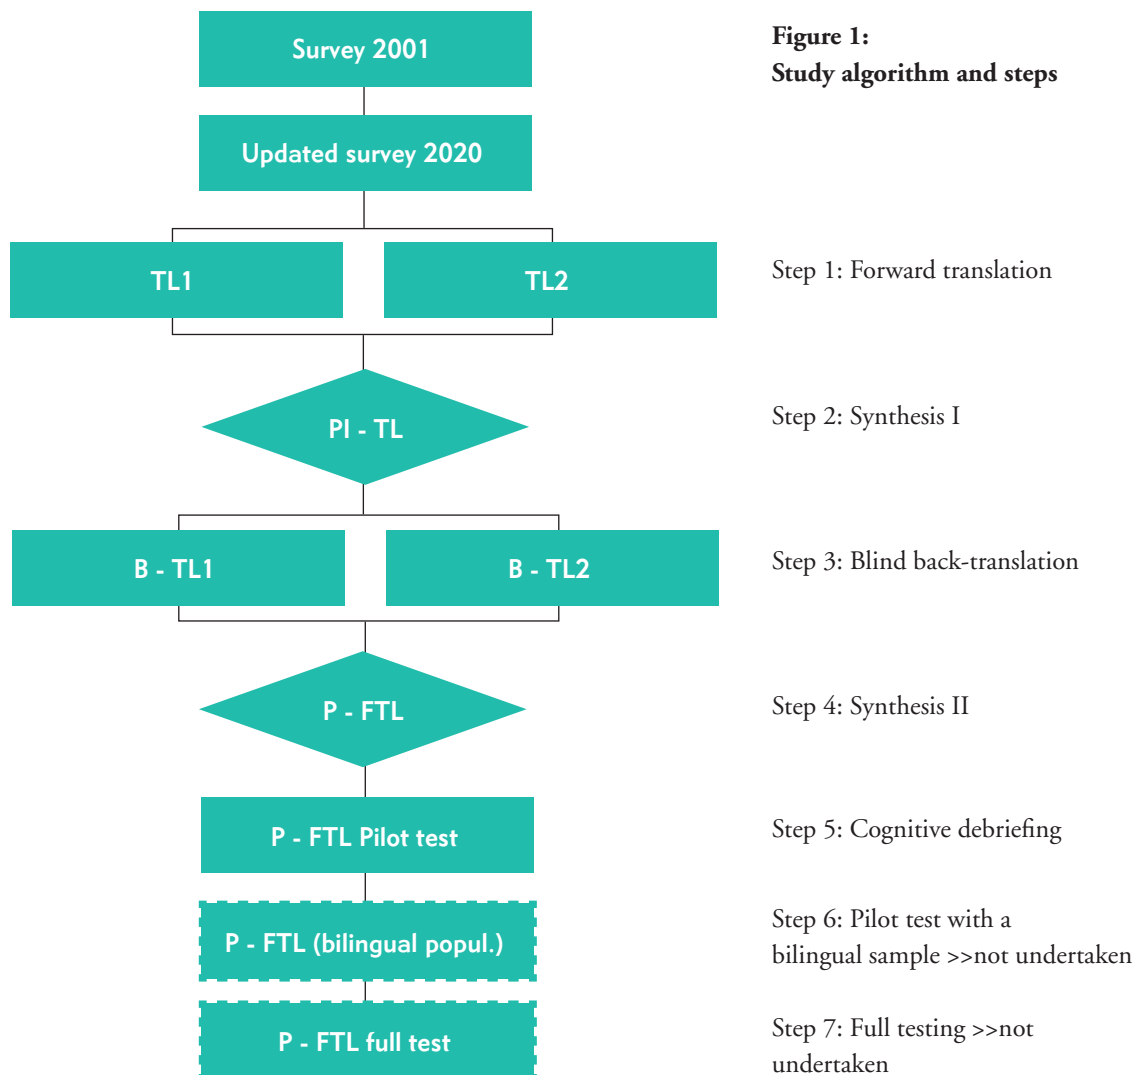 Figure 1:
Study algorithm and steps
Survey 2001
Updated survey 2020
TL1
TL2
Step 1: Forward translation
PI - TL
Step 2: Synthesis I
B - TL1
B - TL2
Step 3: Blind back-translation
P - FTL
Step 4: Synthesis II
P - FTL Pilot test
Step 5: Cognitive debriefing
P - FTL (bilingual popul.)
Step 6: Pilot test with a
bilingual sample >>not undertaken
P - FTL full test
Step 7: Full testing >>not
undertaken